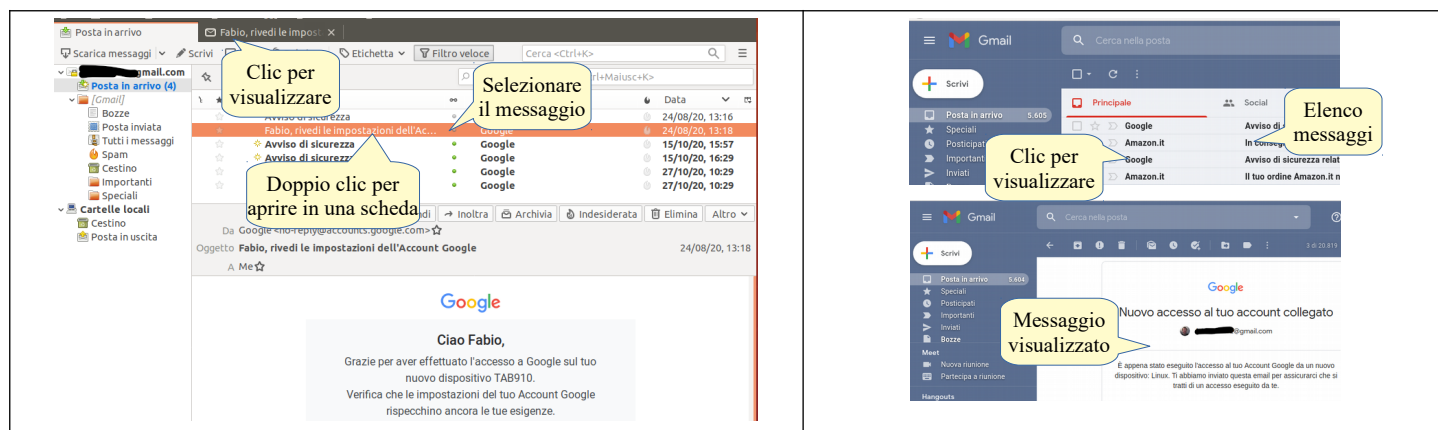 Posta in arrivo
Fabio, rivedi le impost
Scarica messaggi
Scrivi
Etichetta
Filtro veloce
Cerca <Ctrl+K>
Clic per
visualizzare
Selezionare
il messaggio
gmail.com
Posta in arrivo (4)
[Gmail]
Bozze
Posta inviata
Tutti i messaggi
Spam
Cestino
Importanti
Speciali
Cartelle locali
Cestino
Posta in uscita
trl+Maiusc+K>
Data
Avviso di sicurezza 24/08/20, 13:16
Fabio, rivedi le impostazioni dell'Ac... Google 24/08/20, 13:18
Avviso di sicurezza Google 15/10/20, 15:57
Avviso di sicurezza Google 15/10/20, 16:29
Google 27/10/20, 10:29
Google 27/10/20, 10:29
Doppio clic per
aprire in una scheda
Inoltra Archivia Indesiderata Elimina Altro
Da Google <no-reply@accounts.google.com>
Oggetto Fabio, rivedi le impostazioni dell'Account Google 24/08/20, 13:18
A Me
Google
Ciao Fabio,
Grazie per aver effettuato l'accesso a Google sul tuo
nuovo dispositivo TAB910.
Verifica che le impostazioni del tuo Account Google
rispecchino ancora le tue esigenze.
Gmail
Cerca nella posta
Scrivi
Principale
Social
Posta in arrivo 5.605
Speciali
Posticipat
Important
Inviati
Google Avviso di
Amazon.it In conseg
Google Avviso di sicurezza relat
Amazon.it Il tuo ordine Amazon.it n
Elenco
messaggi
Clic per
visualizzare
Gmail
Cerca nella posta
Scrivi
3 di 20.819
Posta in arrivo 5.604
Speciali
Posticipati
Importanti
Inviati
Bozze
Meet
Nuova riunione
Partecipa a riunione
Hangouts
Messaggio
visualizzato
Google
Nuovo accesso al tuo account collegato
@gmail.com
È appena stato eseguito l'accesso al tuo Account Google da un nuovo
dispositivo: Linux. Ti abbiamo inviato questa email per assicurarci che si
tratti di un accesso eseguito da te.